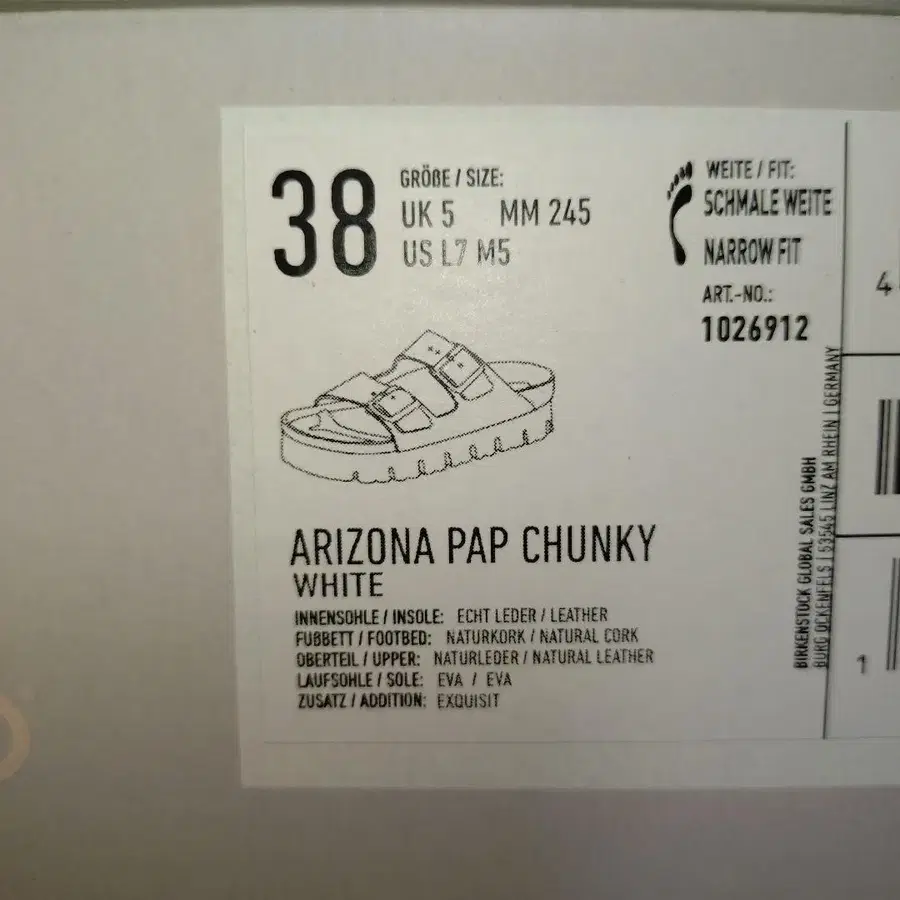 38
GRÖßE / SIZE:
UK 5 MM 245
US L7 M5
WEITE / FIT:
SCHMALE WEITE
NARROW FIT
ART.-NO.:
1026912
4
ARIZONA PAP CHUNKY
WHITE
INNENSOHLE / INSOLE: ECHT LEDER / LEATHER
FUßBETT / FOOTBED: NATURKORK / NATURAL CORK
OBERTEIL / UPPER: NATURLEDER / NATURAL LEATHER
LAUFSOHLE / SOLE: EVA / EVA
ZUSATZ / ADDITION: EXQUISIT
BIRKENSTOCK GLOBAL SALES GMBH
BURG OCKENFELS | 53545 LINZ AM RHEIN | GERMANY
1